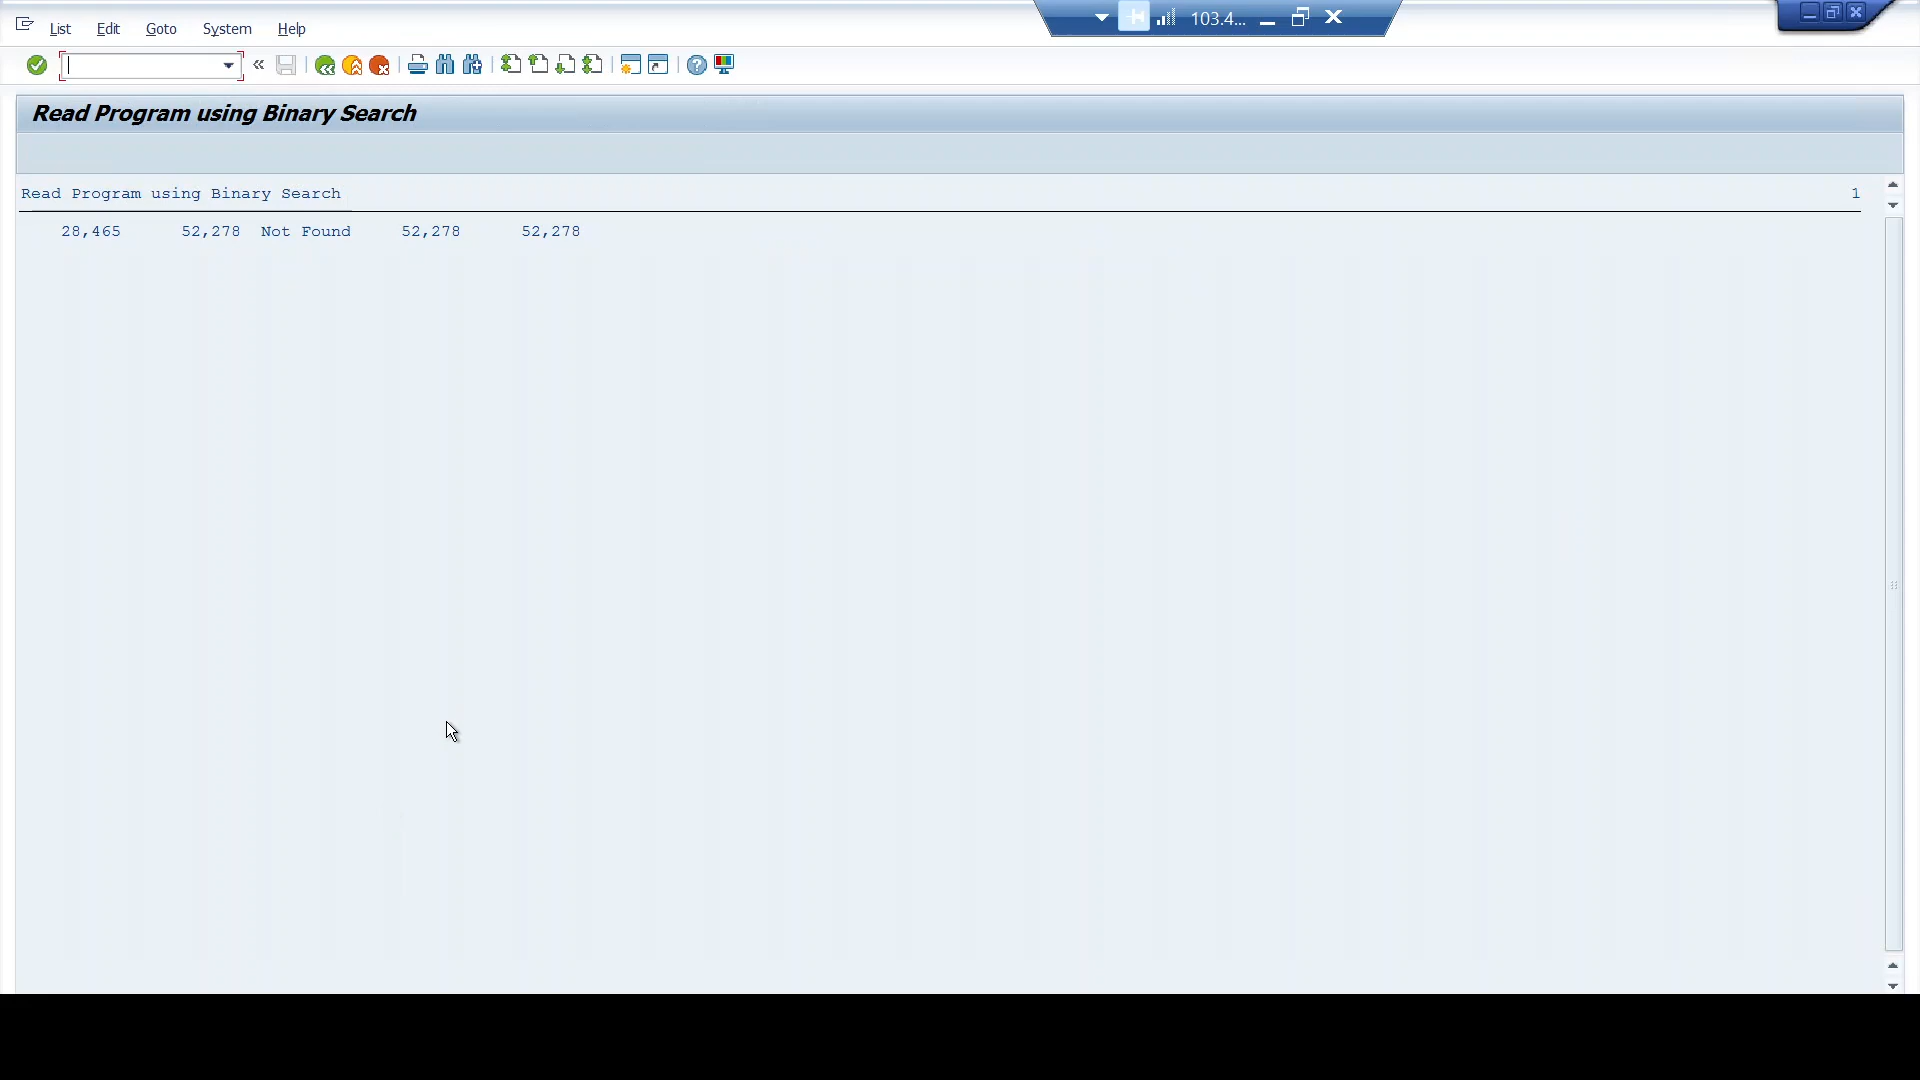 List Edit Goto System Help
103.4...
Read Program using Binary Search
Read Program using Binary Search 1
28,465 52,278 Not Found 52,278 52,278